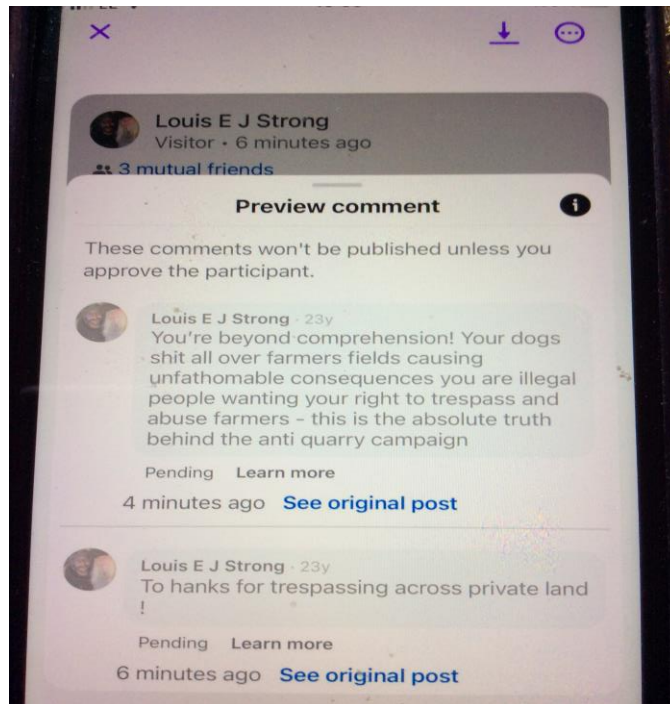 Louis E J Strong
Visitor • 6 minutes ago
3 mutual friends
Preview comment
These comments won't be published unless you
approve the participant.
Louis E J Strong · 23y
You're beyond comprehension! Your dogs
shit all over farmers fields causing
unfathomable consequences you are illegal
people wanting your right to trespass and
abuse farmers – this is the absolute truth
behind the anti quarry campaign
Pending Learn more
4 minutes ago See original post
Louis E J Strong · 23y
To hanks for trespassing across private land
!
Pending Learn more
6 minutes ago See original post